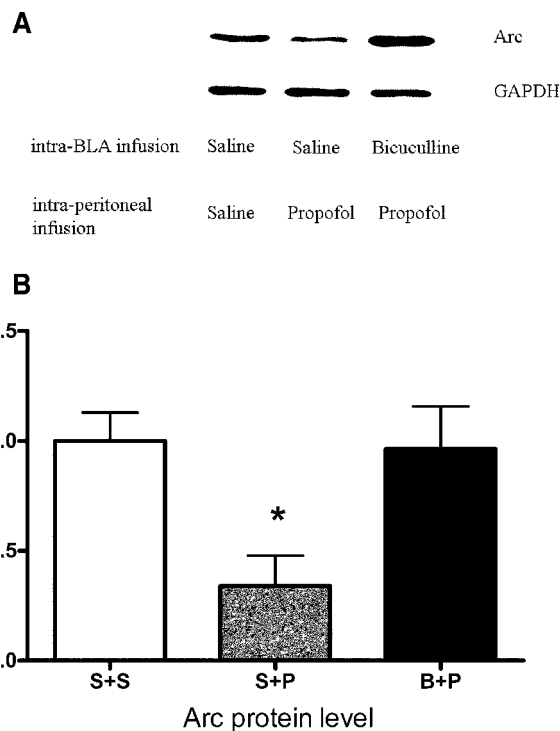 A
Arc
GAPDH
intra-BLA infusion Saline Saline Bicuculline
intra-peritoneal infusion Saline Propofol Propofol
B
.5
.0
.5
.0
*
S+S S+P B+P
Arc protein level